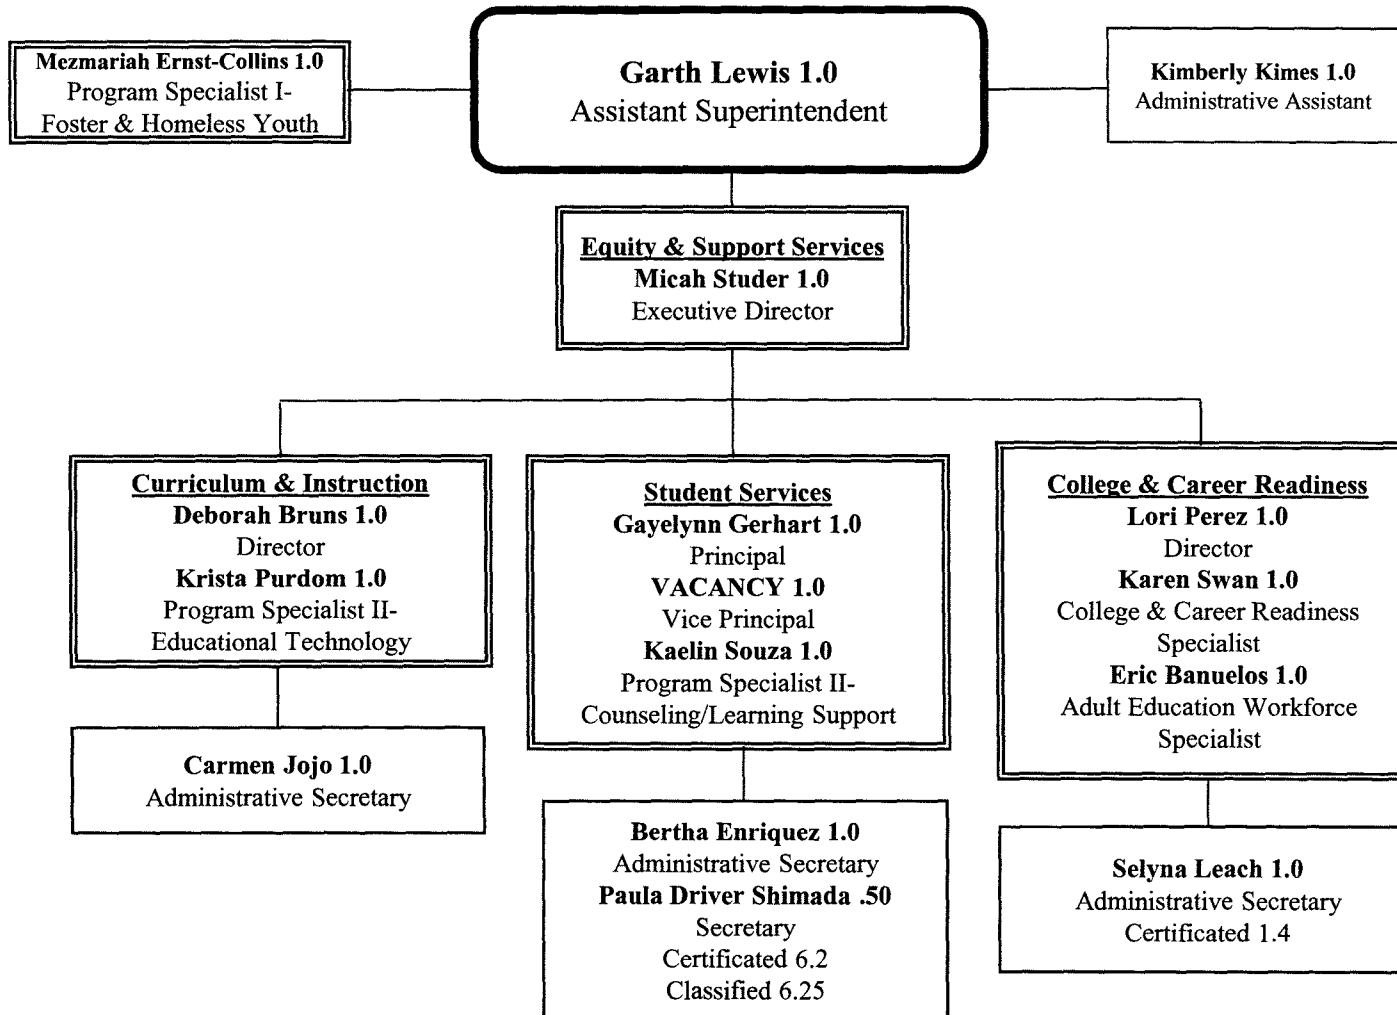 Mezmariah Ernst-Collins 1.0
Program Specialist I-
Foster & Homeless Youth
Garth Lewis 1.0
Assistant Superintendent
Kimberly Kimes 1.0
Administrative Assistant
Equity & Support Services
Micah Studer 1.0
Executive Director
Curriculum & Instruction
Deborah Bruns 1.0
Director
Krista Purdom 1.0
Program Specialist II-
Educational Technology
Carmen Jojo 1.0
Administrative Secretary
Student Services
Gayelynn Gerhart 1.0
Principal
VACANCY 1.0
Vice Principal
Kaelin Souza 1.0
Program Specialist II-
Counseling/Learning Support
Bertha Enriquez 1.0
Administrative Secretary
Paula Driver Shimada .50
Secretary
Certificated 6.2
Classified 6.25
College & Career Readiness
Lori Perez 1.0
Director
Karen Swan 1.0
College & Career Readiness
Specialist
Eric Banuelos 1.0
Adult Education Workforce
Specialist
Selyna Leach 1.0
Administrative Secretary
Certificated 1.4